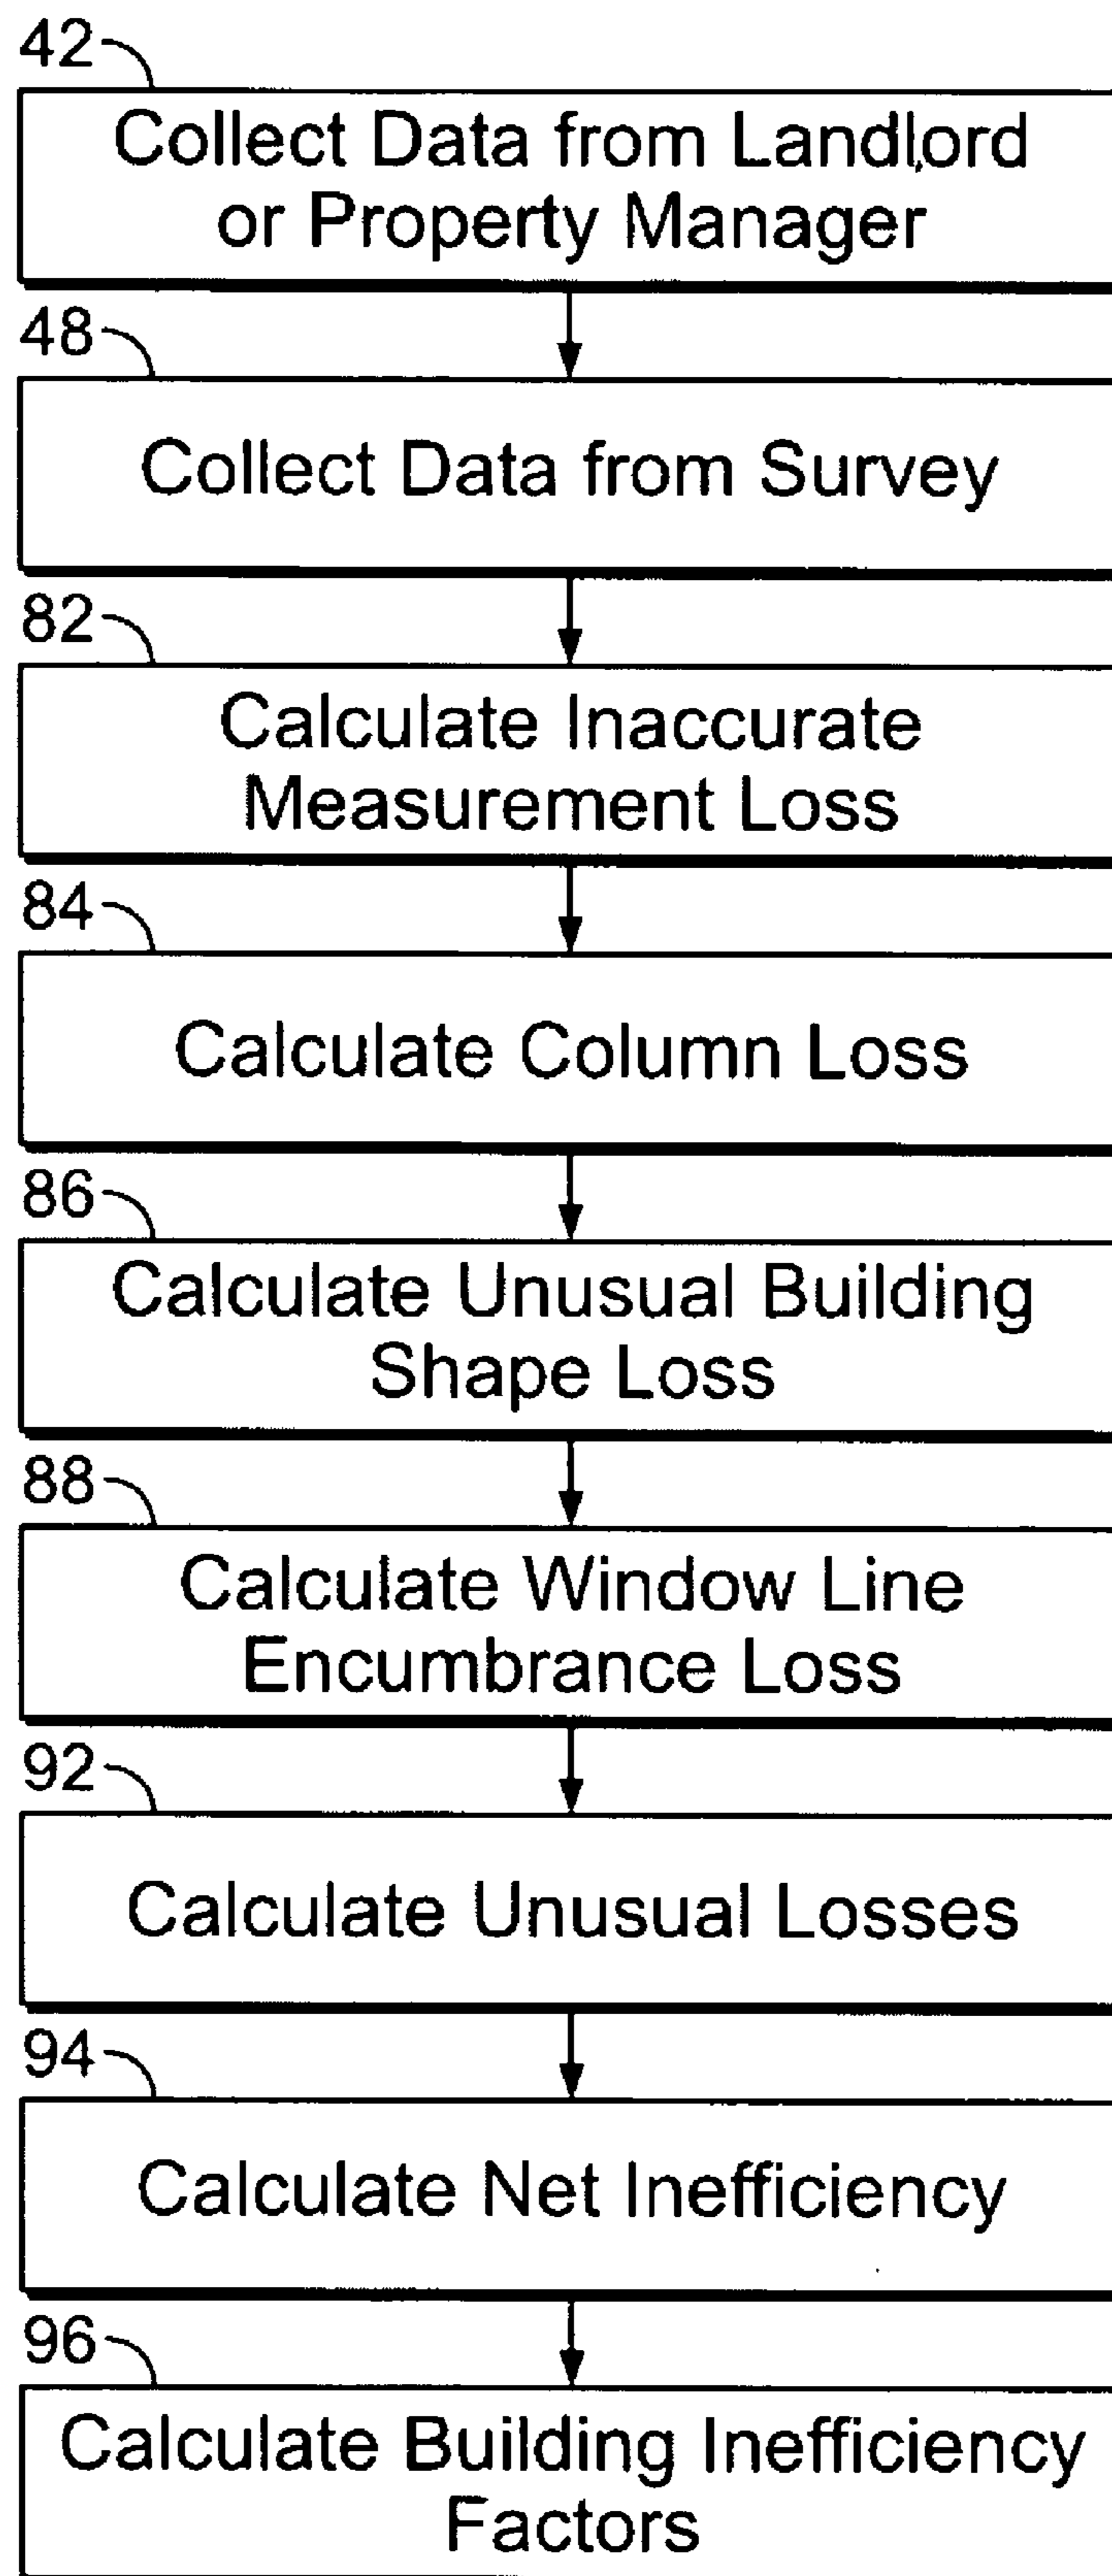 42
Collect Data from Landlord
or Property Manager
48
Collect Data from Survey
82
Calculate Inaccurate
Measurement Loss
84
Calculate Column Loss
86
Calculate Unusual Building
Shape Loss
88
Calculate Window Line
Encumbrance Loss
92
Calculate Unusual Losses
94
Calculate Net Inefficiency
96
Calculate Building Inefficiency
Factors